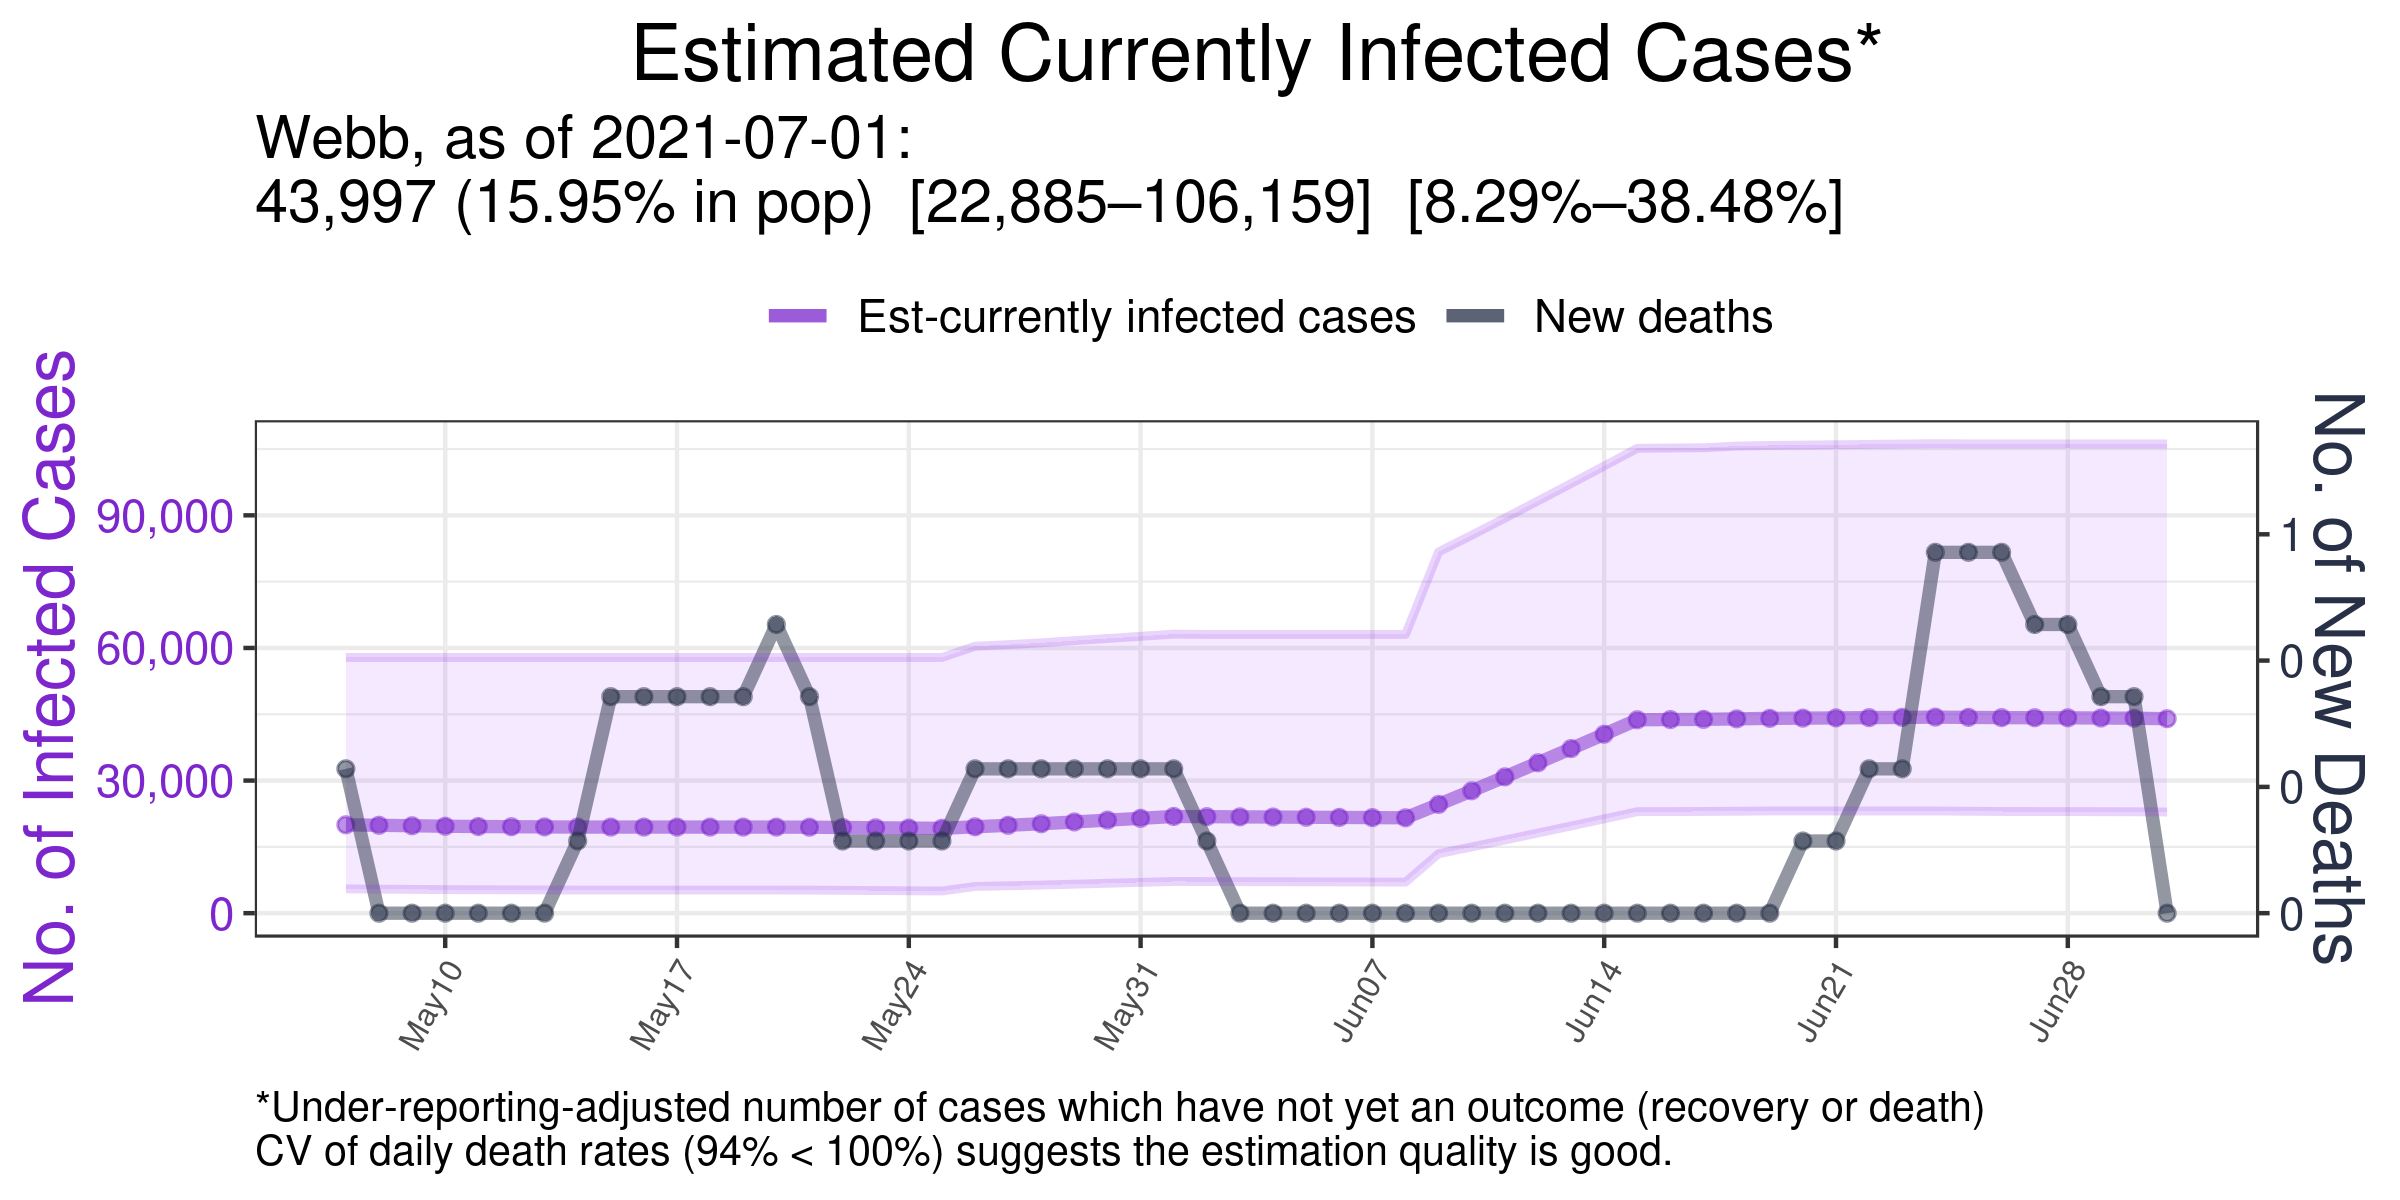 Estimated Currently Infected Cases*
Webb, as of 2021-07-01:
43,997 (15.95% in pop) [22,885–106,159] [8.29%–38.48%]
Est-currently infected cases New deaths
No. of Infected Cases
90,000
60,000
30,000
0
No. of New Deaths
1
0
0
0
May10 May17 May24 May31 Jun07 Jun14 Jun21 Jun28
*Under-reporting-adjusted number of cases which have not yet an outcome (recovery or death)
CV of daily death rates (94% < 100%) suggests the estimation quality is good.